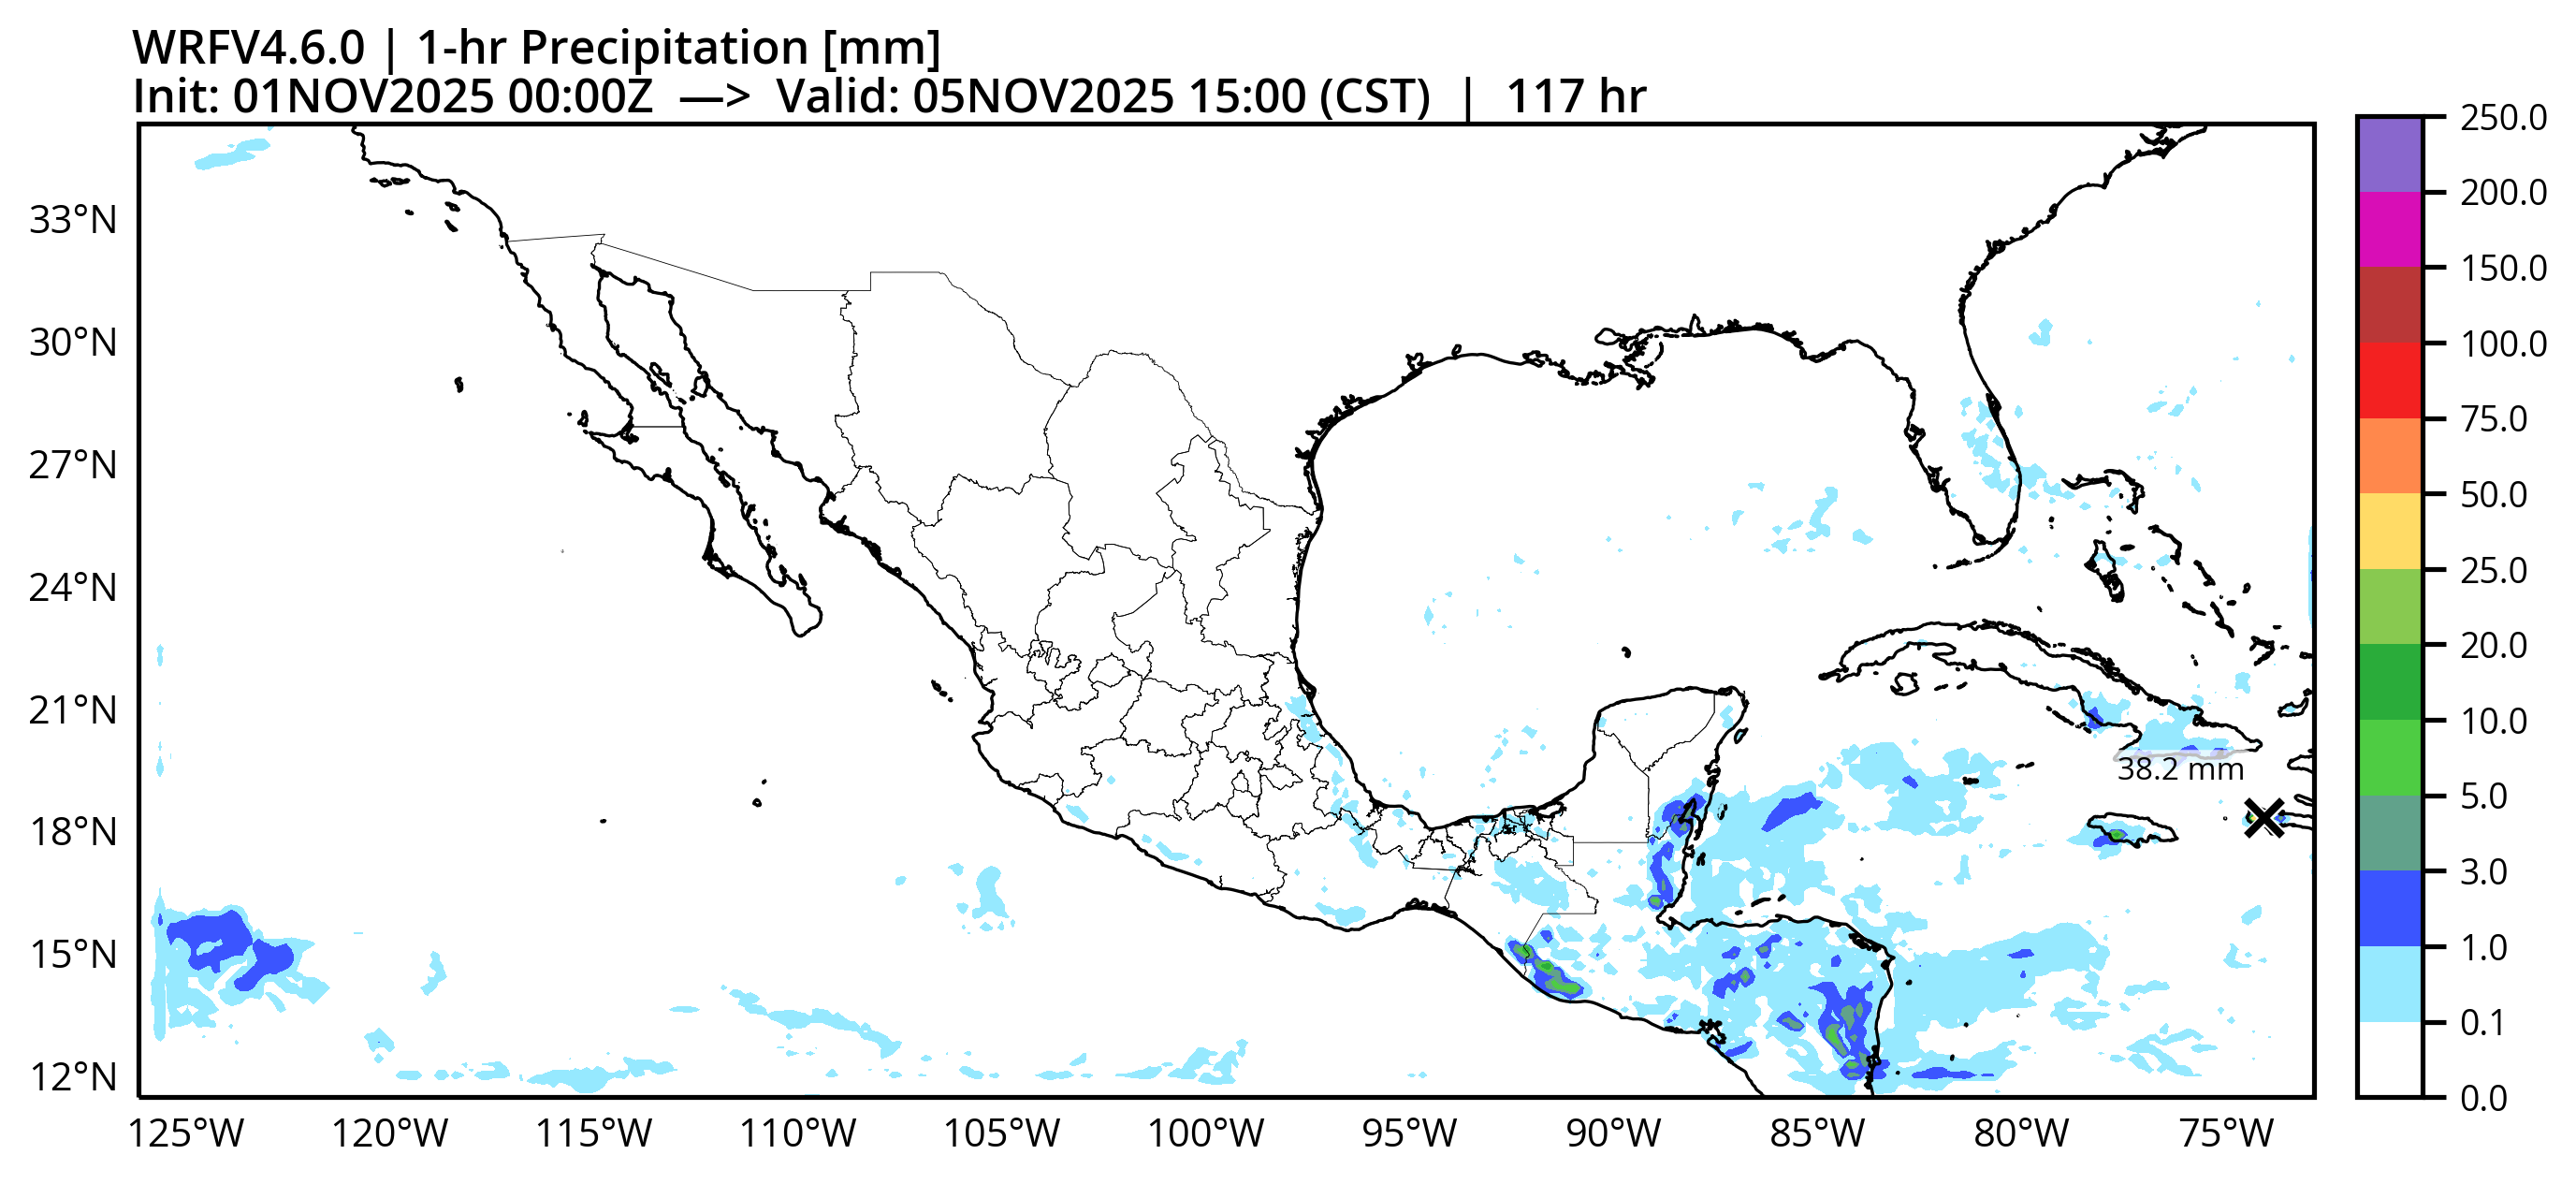 WRFV4.6.0 | 1-hr Precipitation [mm]
Init: 01NOV2025 00:00Z —> Valid: 05NOV2025 15:00 (CST) | 117 hr
250.0
200.0
150.0
100.0
75.0
50.0
25.0
20.0
10.0
5.0
3.0
1.0
0.1
0.0
33°N
30°N
27°N
24°N
21°N
18°N
15°N
12°N
38.2 mm
125°W 120°W 115°W 110°W 105°W 100°W 95°W 90°W 85°W 80°W 75°W